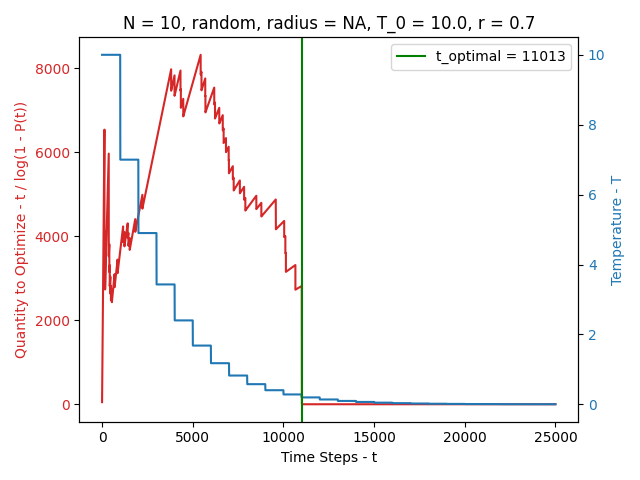 N = 10, random, radius = NA, T_0 = 10.0, r = 0.7
t_optimal = 11013
Quantity to Optimize - t / log(1 - P(t))
8000
6000
4000
2000
0
10
8
6
4
2
0
Temperature - T
0 5000 10000 15000 20000 25000
Time Steps - t